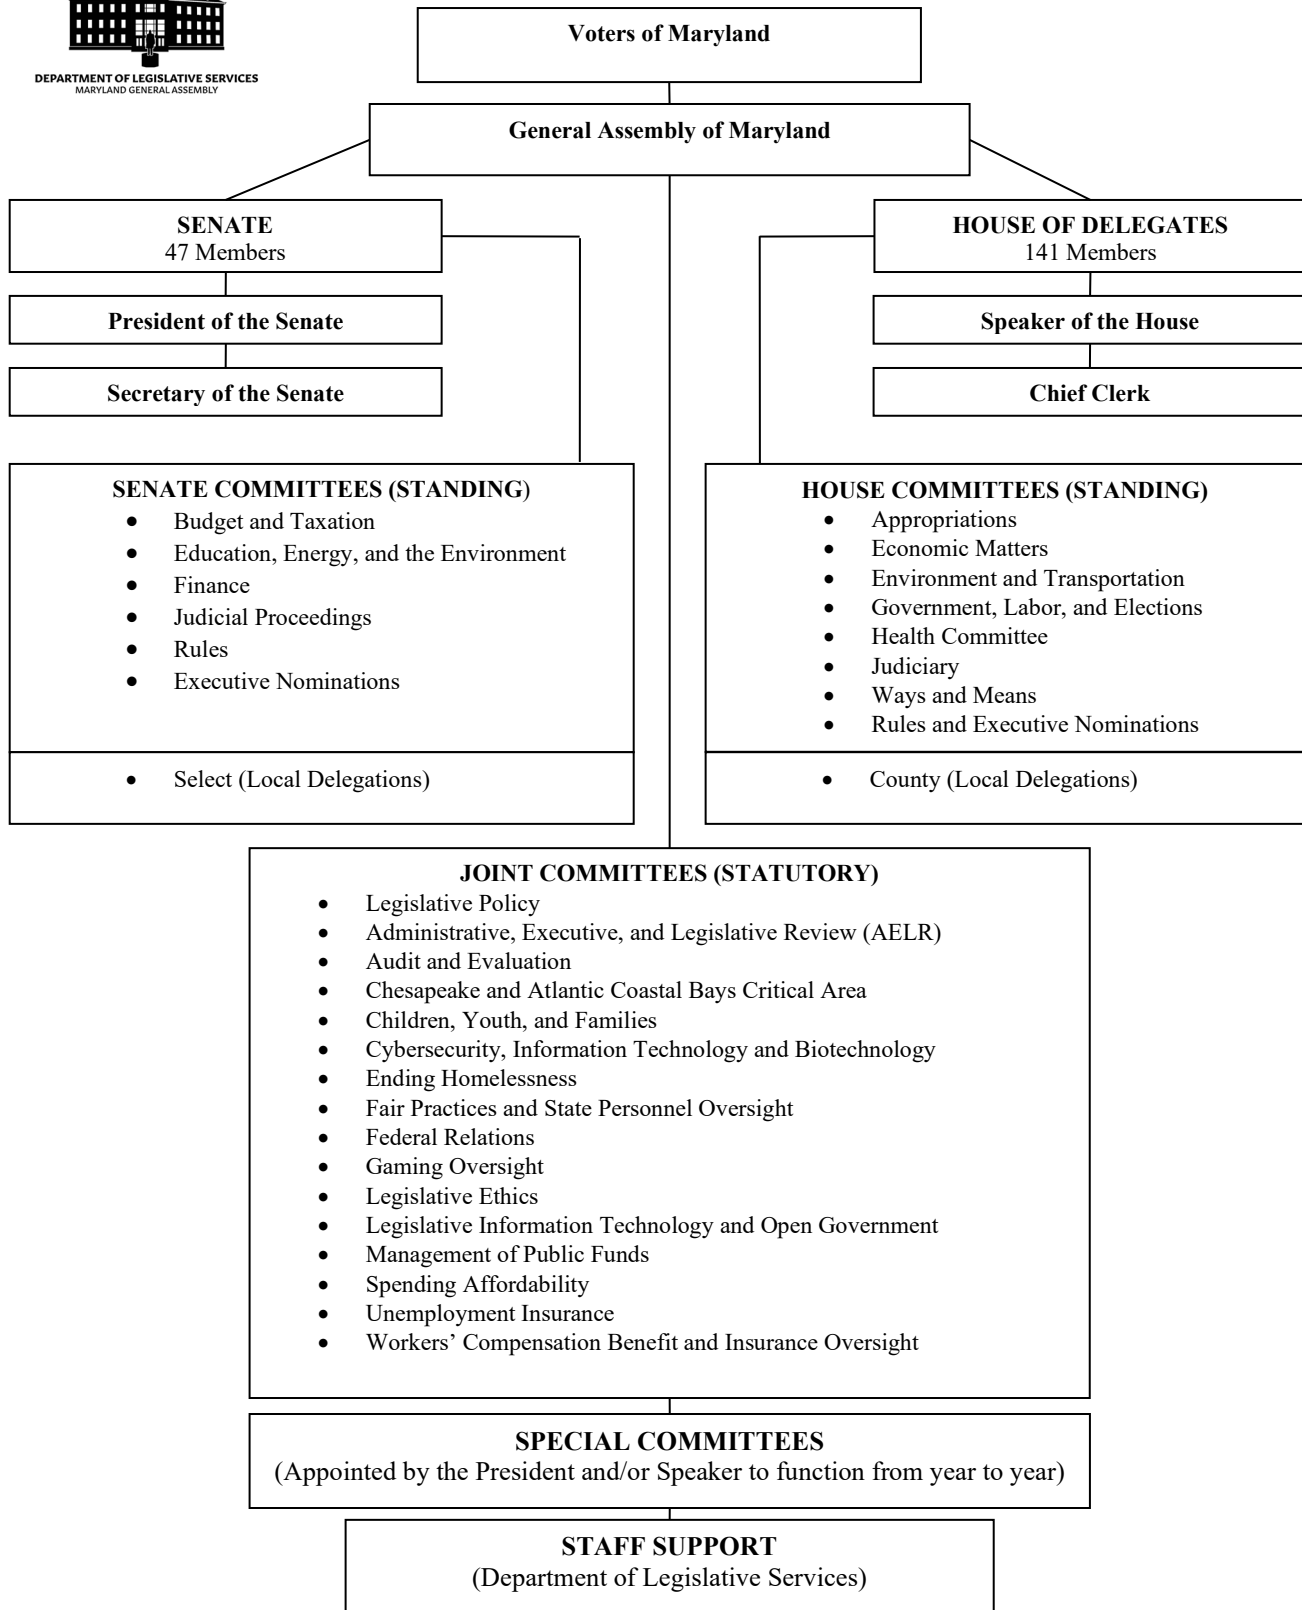 DEPARTMENT OF LEGISLATIVE SERVICES
MARYLAND GENERAL ASSEMBLY
Voters of Maryland
General Assembly of Maryland
SENATE
47 Members
HOUSE OF DELEGATES
141 Members
President of the Senate
Speaker of the House
Secretary of the Senate
Chief Clerk
SENATE COMMITTEES (STANDING)
• Budget and Taxation
• Education, Energy, and the Environment
• Finance
• Judicial Proceedings
• Rules
• Executive Nominations
• Select (Local Delegations)
HOUSE COMMITTEES (STANDING)
• Appropriations
• Economic Matters
• Environment and Transportation
• Government, Labor, and Elections
• Health Committee
• Judiciary
• Ways and Means
• Rules and Executive Nominations
• County (Local Delegations)
JOINT COMMITTEES (STATUTORY)
• Legislative Policy
• Administrative, Executive, and Legislative Review (AELR)
• Audit and Evaluation
• Chesapeake and Atlantic Coastal Bays Critical Area
• Children, Youth, and Families
• Cybersecurity, Information Technology and Biotechnology
• Ending Homelessness
• Fair Practices and State Personnel Oversight
• Federal Relations
• Gaming Oversight
• Legislative Ethics
• Legislative Information Technology and Open Government
• Management of Public Funds
• Spending Affordability
• Unemployment Insurance
• Workers’ Compensation Benefit and Insurance Oversight
SPECIAL COMMITTEES
(Appointed by the President and/or Speaker to function from year to year)
STAFF SUPPORT
(Department of Legislative Services)